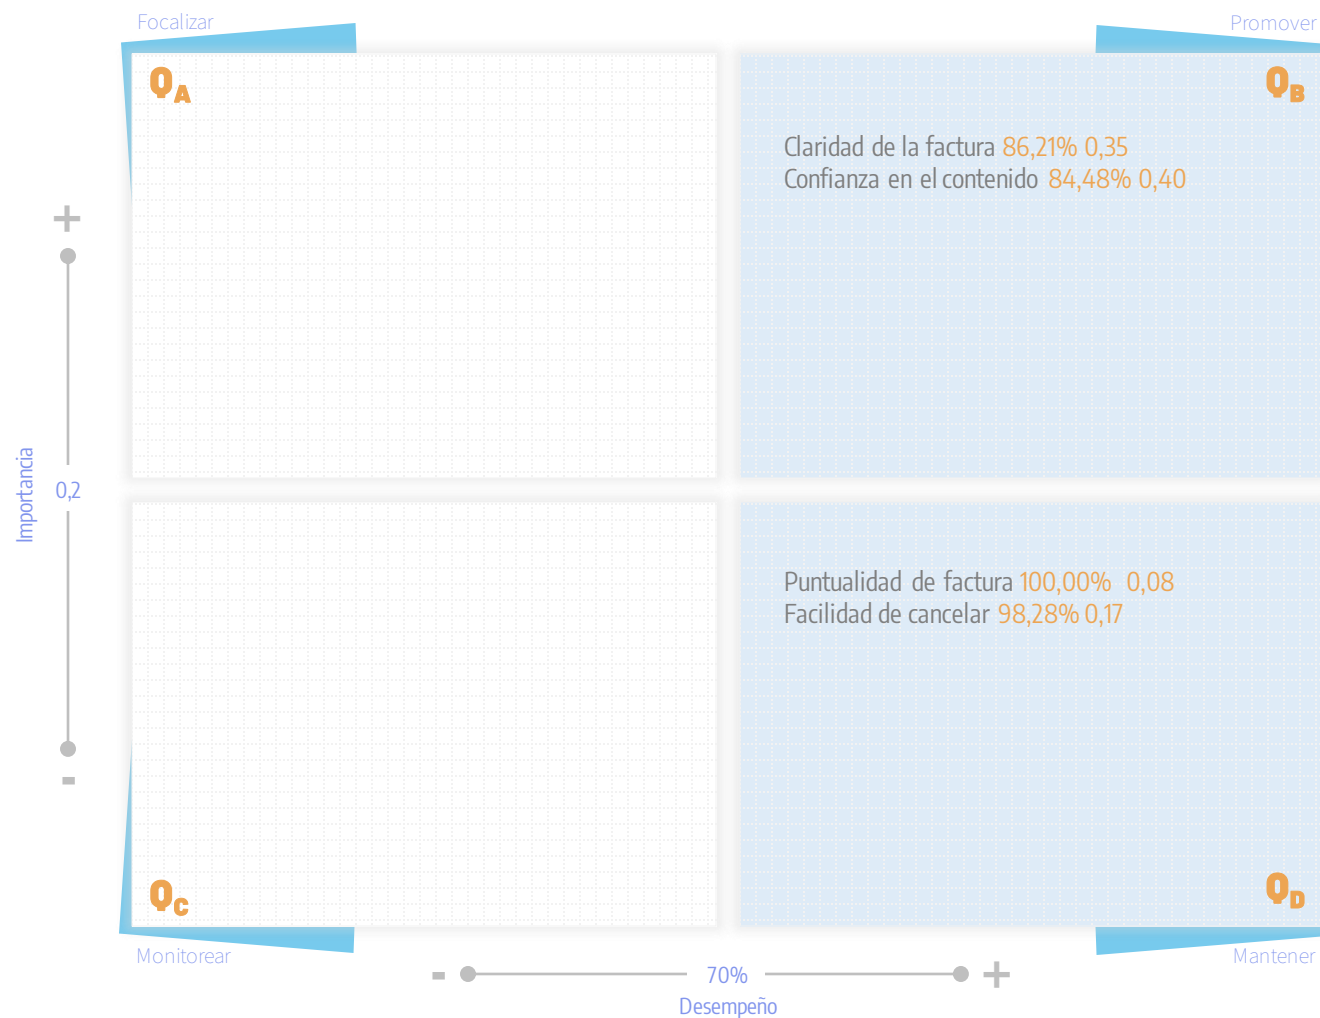 Focalizar
Promover
QA
QB
Claridad de la factura 86,21% 0,35
Confianza en el contenido 84,48% 0,40
+
Importancia
0,2
-
Puntualidad de factura 100,00% 0,08
Facilidad de cancelar 98,28% 0,17
QC
QD
Monitorear
Mantener
- 70% +
Desempeño